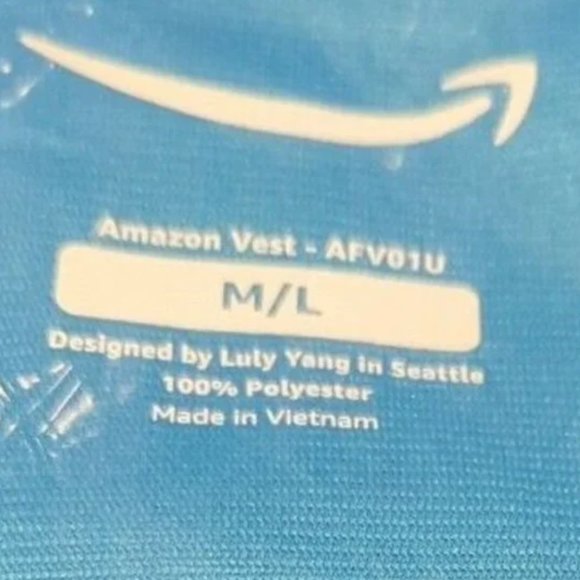 Amazon Vest - AFV01U
M/L
Designed by Luly Yang in Seattle
100% Polyester
Made in Vietnam